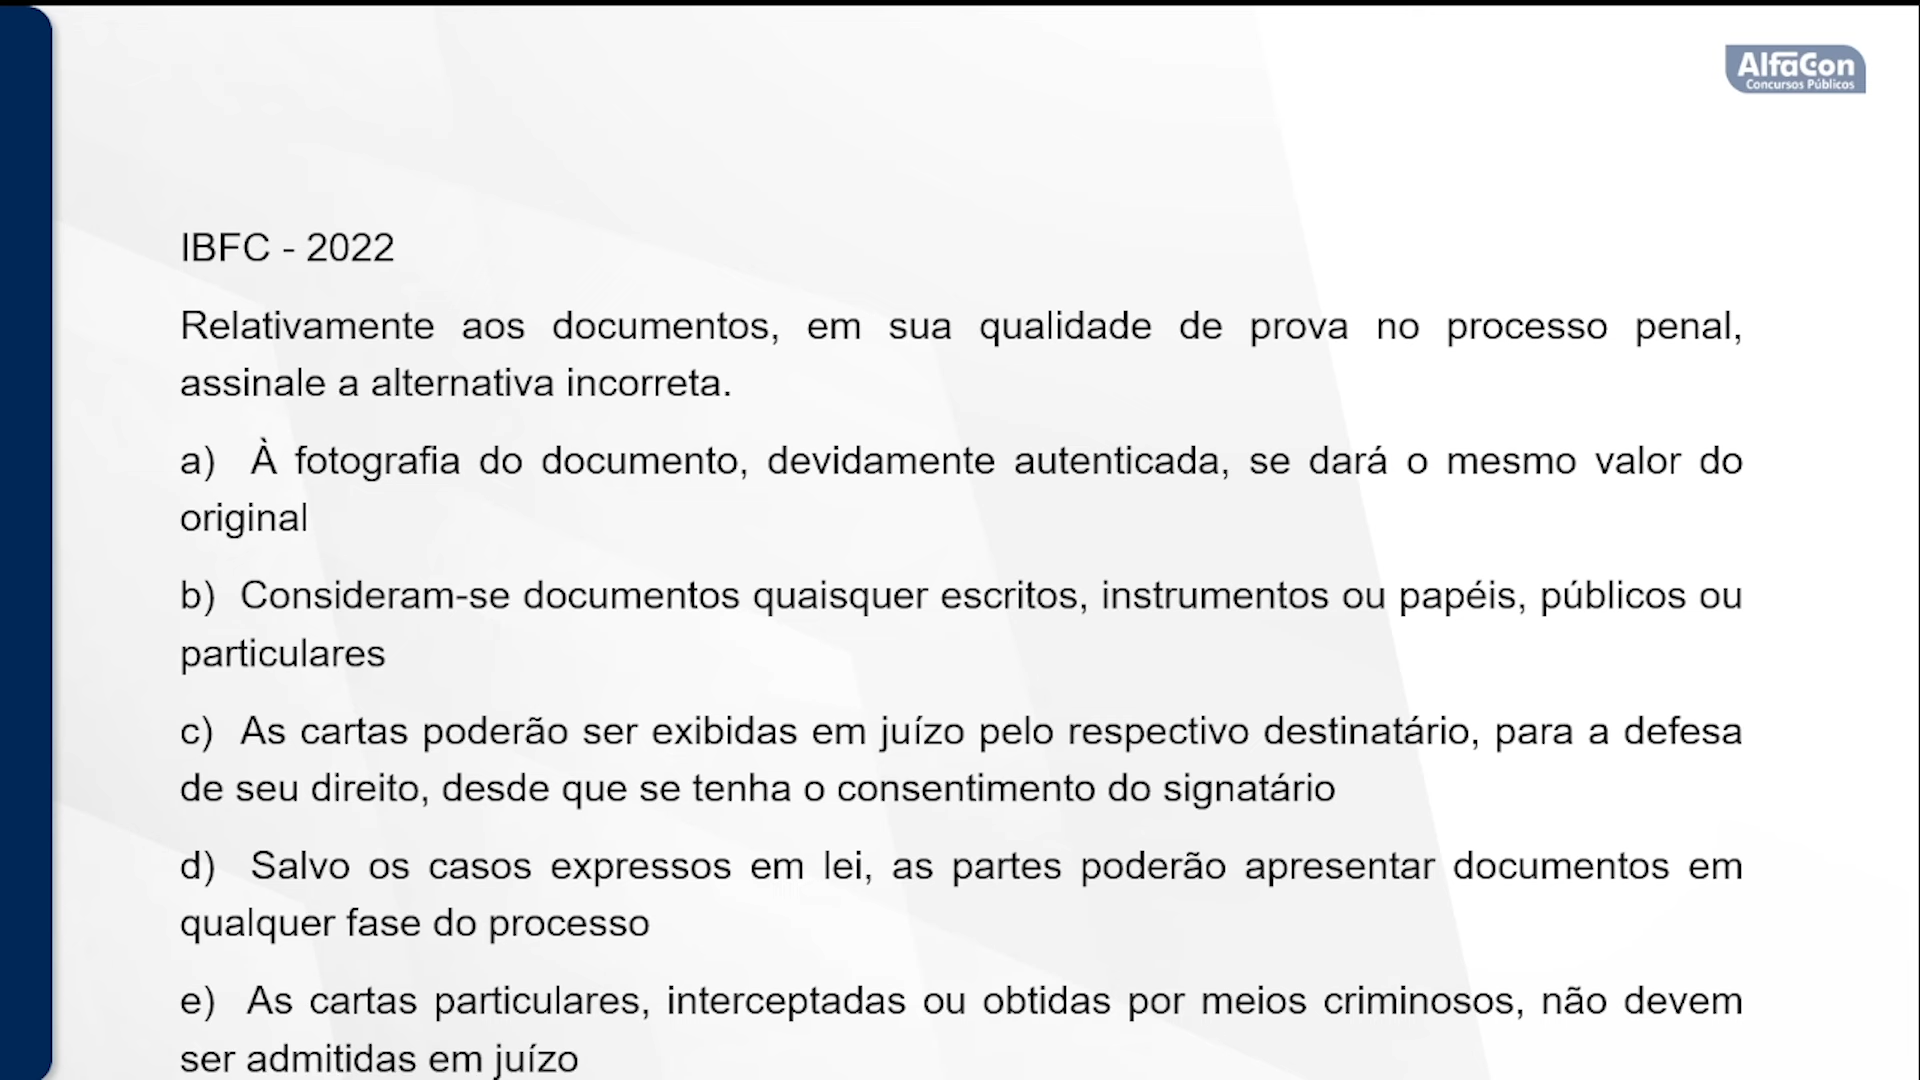 AlfaCon
Concursos Públicos
IBFC - 2022
Relativamente aos documentos, em sua qualidade de prova no processo penal,
assinale a alternativa incorreta.
a) À fotografia do documento, devidamente autenticada, se dará o mesmo valor do
original
b) Consideram-se documentos quaisquer escritos, instrumentos ou papéis, públicos ou
particulares
c) As cartas poderão ser exibidas em juízo pelo respectivo destinatário, para a defesa
de seu direito, desde que se tenha o consentimento do signatário
d) Salvo os casos expressos em lei, as partes poderão apresentar documentos em
qualquer fase do processo
e) As cartas particulares, interceptadas ou obtidas por meios criminosos, não devem
ser admitidas em juízo